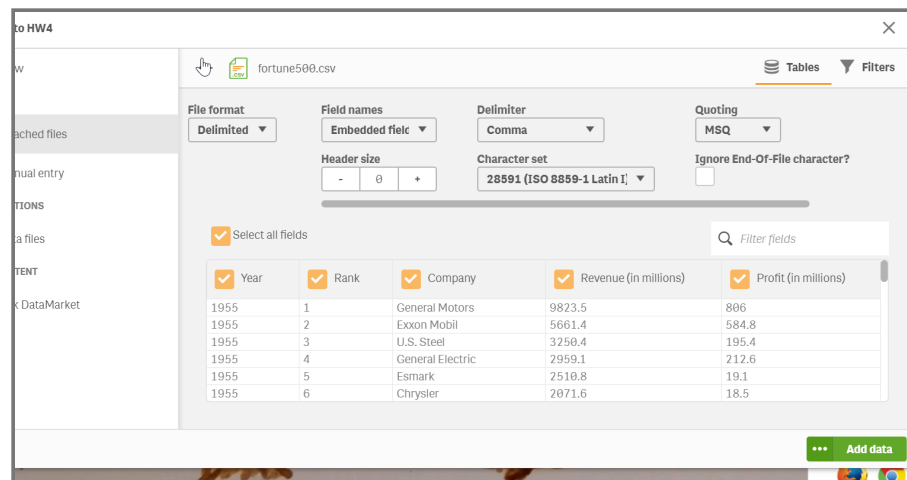 to HW4
w
fortune500.csv
Tables
Filters
File format
Field names
Delimiter
Quoting
Delimited
Embedded field
Comma
MSQ
ached files
Header size
Character set
Ignore End-Of-File character?
- 0 +
28591 (ISO 8859-1 Latin I)
nual entry
TIONS
Select all fields
Filter fields
ta files
TENT
Year Rank Company Revenue (in millions) Profit (in millions)
k DataMarket
1955 1 General Motors 9823.5 806
1955 2 Exxon Mobil 5661.4 584.8
1955 3 U.S. Steel 3250.4 195.4
1955 4 General Electric 2959.1 212.6
1955 5 Esmark 2510.8 19.1
1955 6 Chrysler 2071.6 18.5
Add data